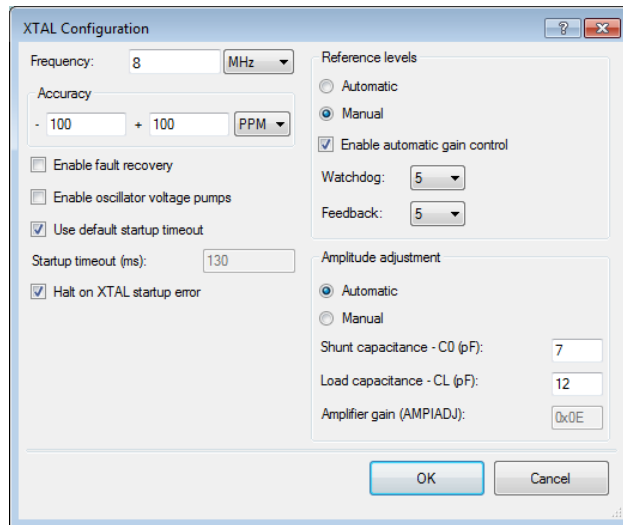 XTAL Configuration
Frequency: 8 MHz
Accuracy
- 100 + 100 PPM
Enable fault recovery
Enable oscillator voltage pumps
Use default startup timeout
Startup timeout (ms): 130
Halt on XTAL startup error
Reference levels
Automatic
Manual
Enable automatic gain control
Watchdog: 5
Feedback: 5
Amplitude adjustment
Automatic
Manual
Shunt capacitance - C0 (pF): 7
Load capacitance - CL (pF): 12
Amplifier gain (AMPIADJ): 0x0E
OK Cancel